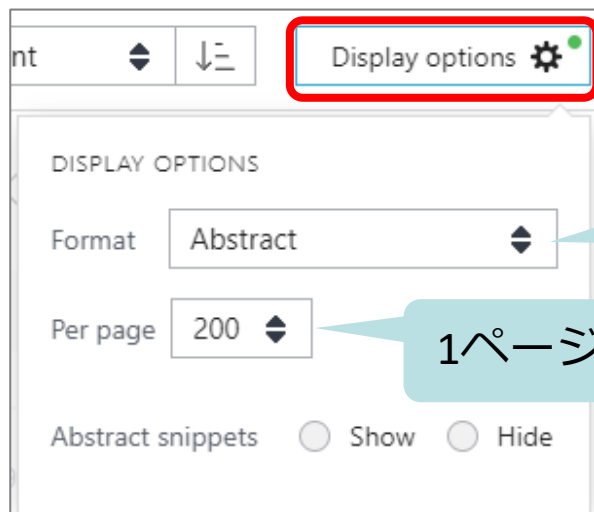 nt
Display options
DISPLAY OPTIONS
Format Abstract
Per page 200
1ページ
Abstract snippets Show Hide